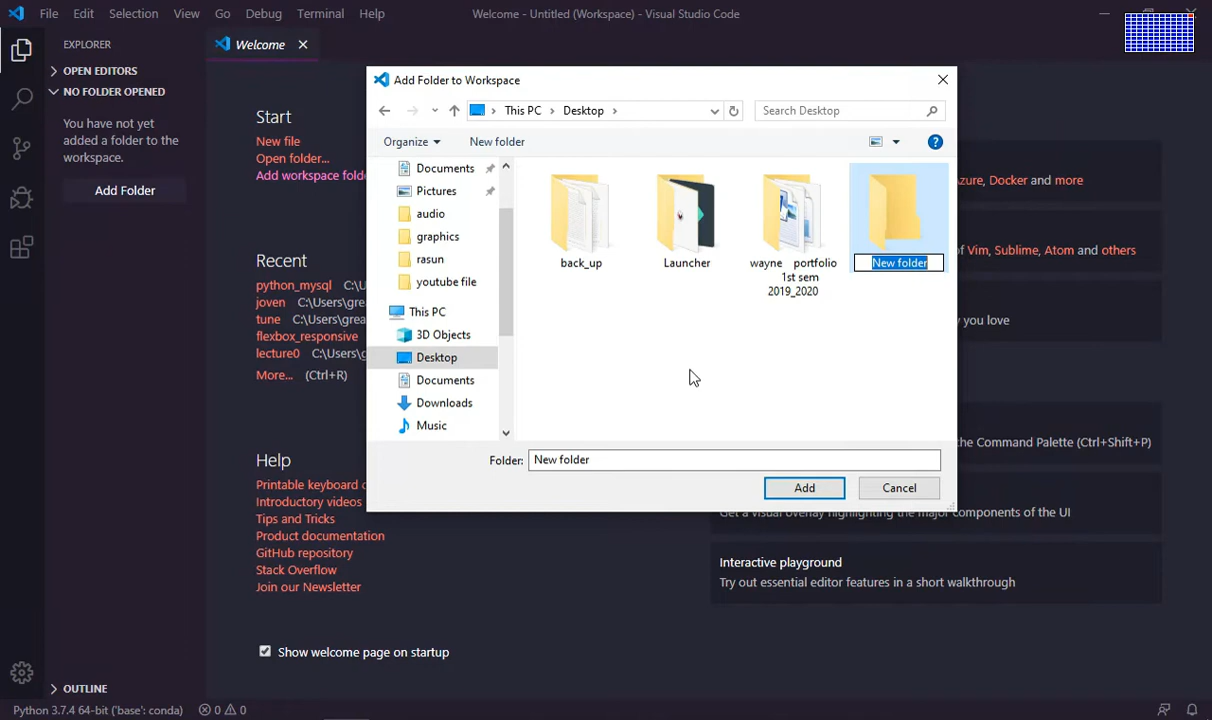 File Edit Selection View Go Debug Terminal Help
Welcome - Untitled (Workspace) - Visual Studio Code
EXPLORER
OPEN EDITORS
NO FOLDER OPENED
You have not yet
added a folder to the
workspace.
Add Folder
OUTLINE
Welcome
Start
New file
Open folder...
Add workspace folde
Recent
python_mysql C:\U
joven C:\Users\grea
tune C:\Users\grea
flexbox_responsive
lecture0 C:\Users\g
More... (Ctrl+R)
Help
Printable keyboard c
Introductory videos
Tips and Tricks
Product documentation
GitHub repository
Stack Overflow
Join our Newsletter
Show welcome page on startup
Add Folder to Workspace
This PC Desktop
Search Desktop
Organize New folder
Documents
Pictures
audio
graphics
rasun
youtube file
This PC
3D Objects
Desktop
Documents
Downloads
Music
back_up
Launcher
wayne portfolio
1st sem
2019_2020
New folder
Folder: New folder
Add Cancel
Azure, Docker and more
of Vim, Sublime, Atom and others
you love
the Command Palette (Ctrl+Shift+P)
Get a visual overlay highlighting the major components of the UI
Interactive playground
Try out essential editor features in a short walkthrough
Python 3.7.4 64-bit ('base': conda) 0 0